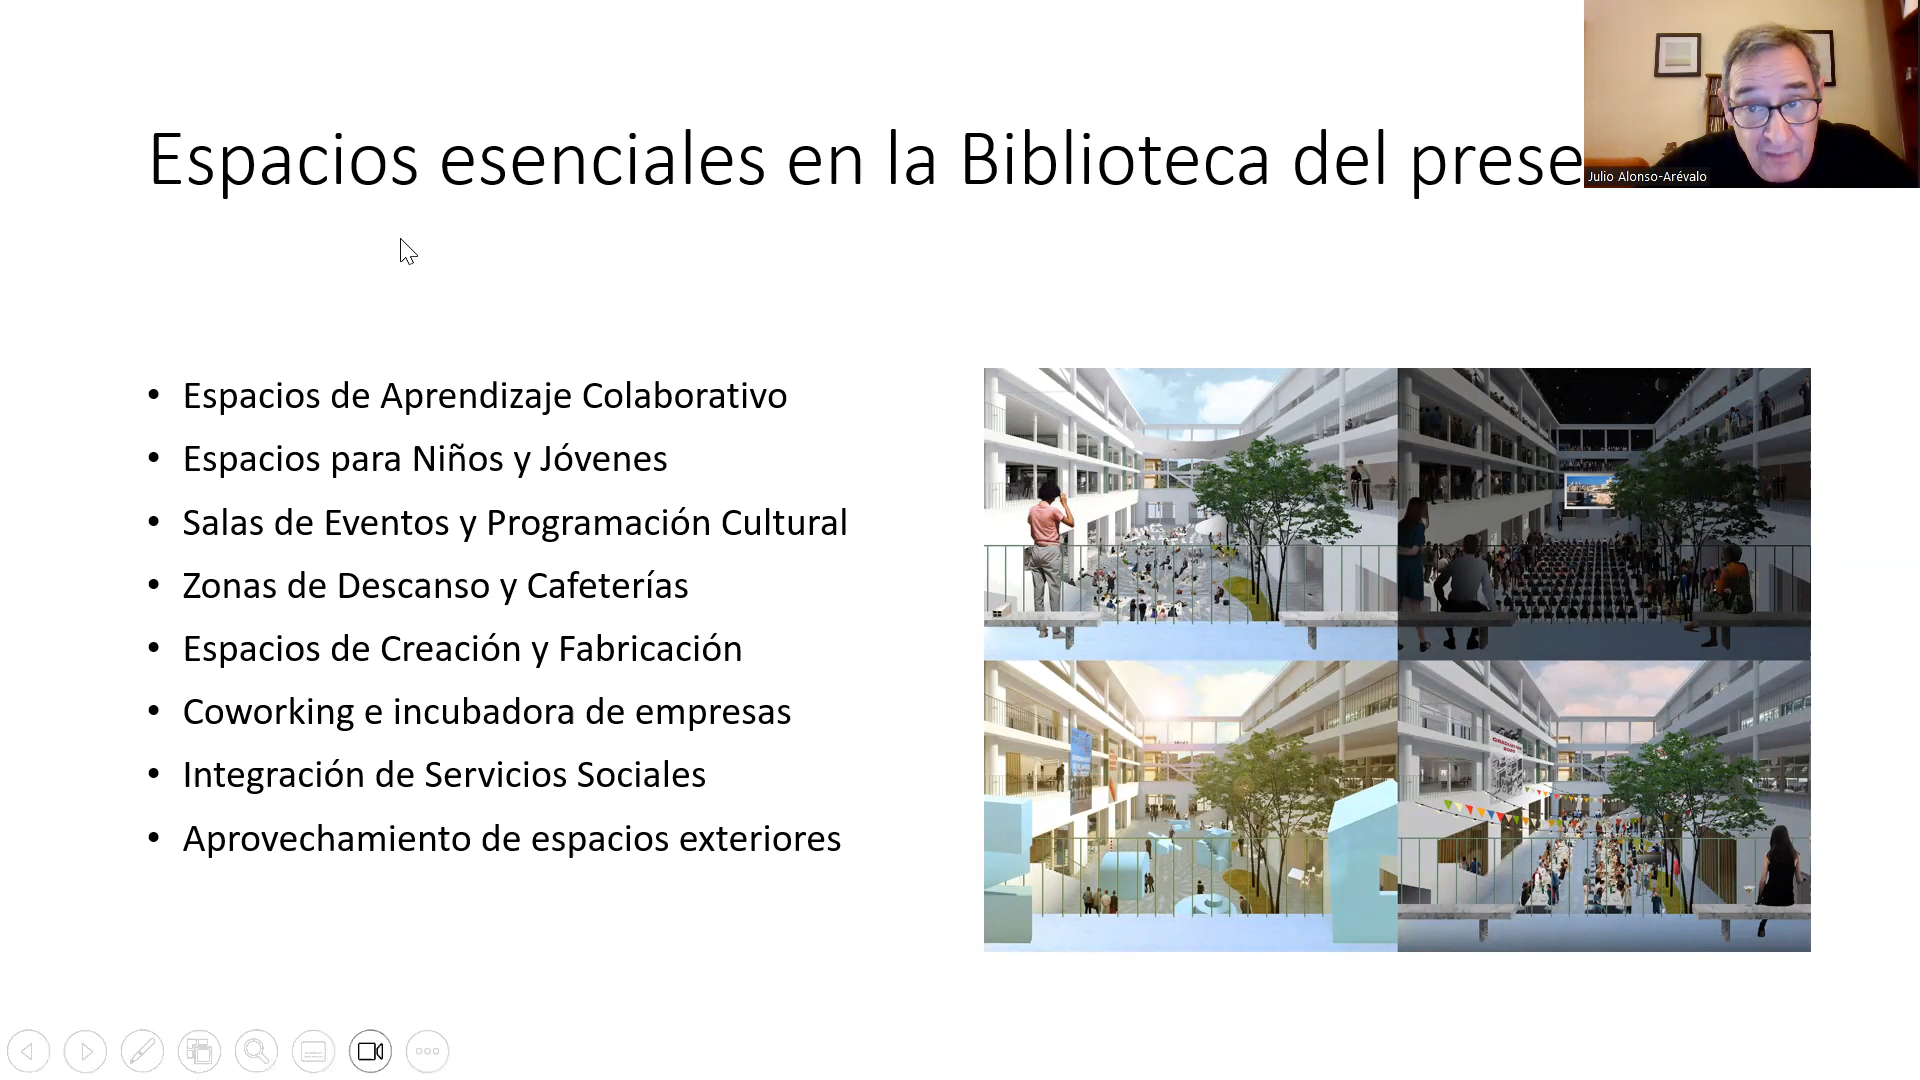 Espacios esenciales en la Biblioteca del prese
Julio Alonso-Arévalo
• Espacios de Aprendizaje Colaborativo
• Espacios para Niños y Jóvenes
• Salas de Eventos y Programación Cultural
• Zonas de Descanso y Cafeterías
• Espacios de Creación y Fabricación
• Coworking e incubadora de empresas
• Integración de Servicios Sociales
• Aprovechamiento de espacios exteriores